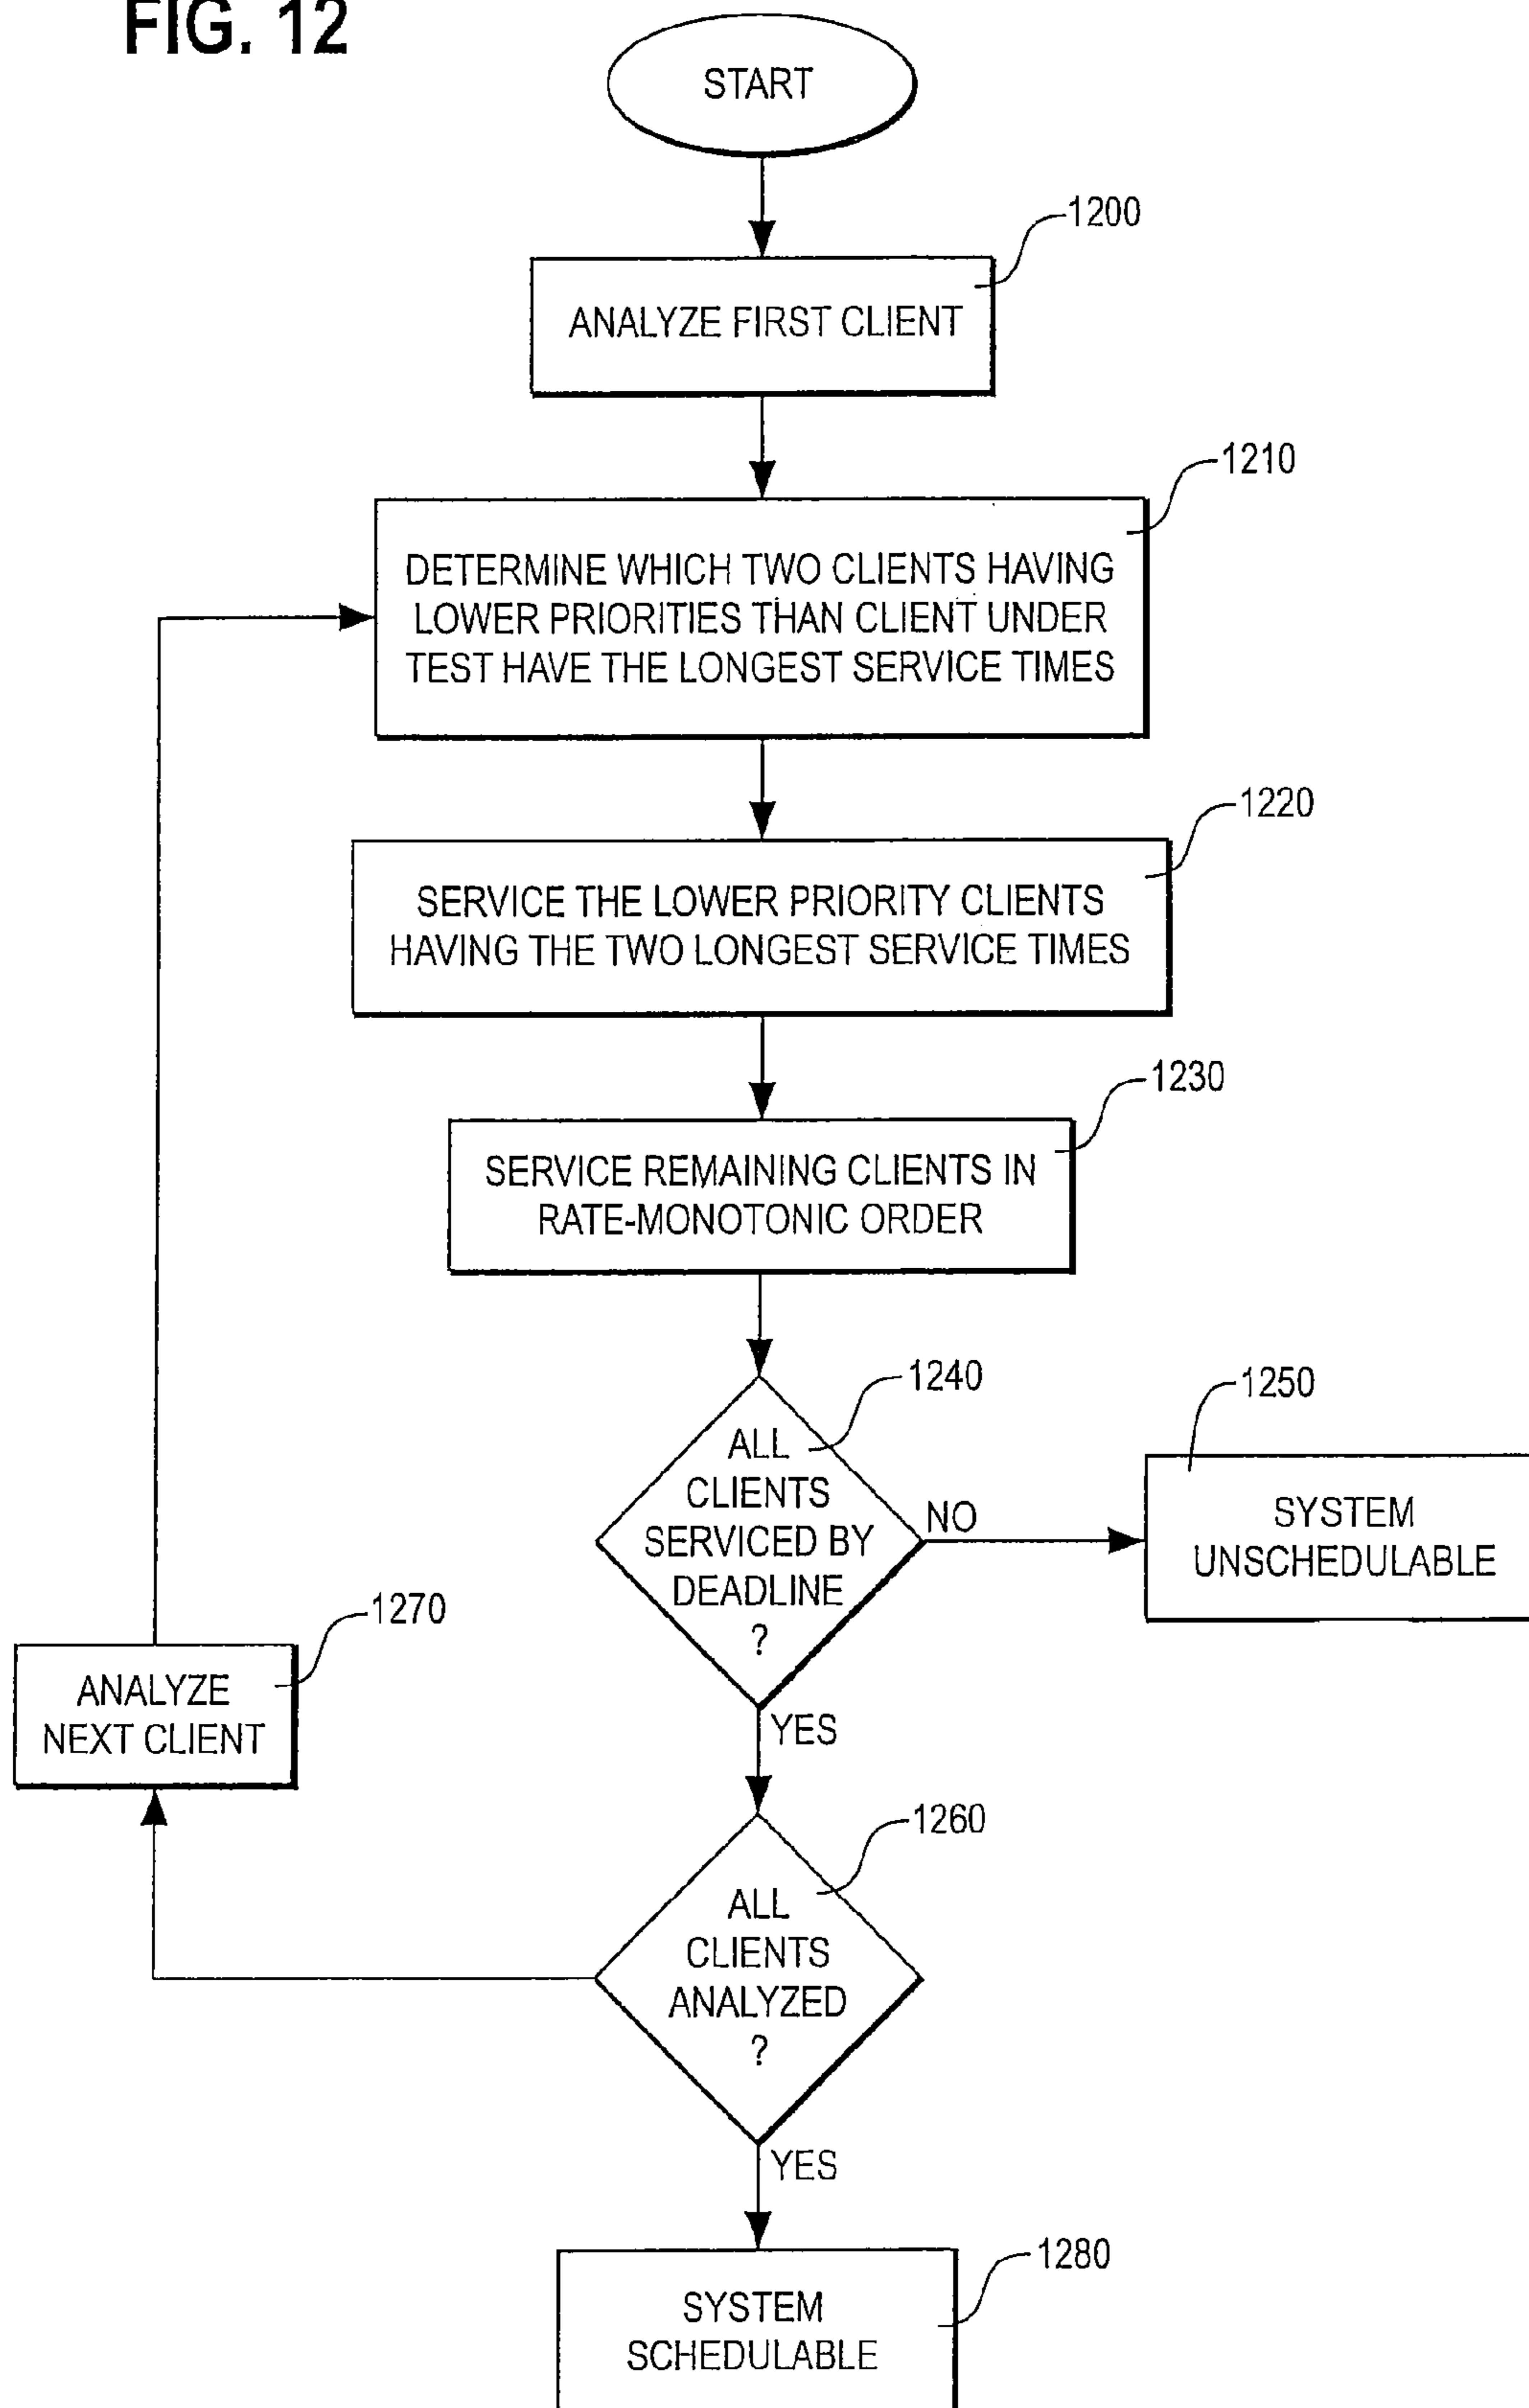 FIG. 12
START
1200
ANALYZE FIRST CLIENT
1210
DETERMINE WHICH TWO CLIENTS HAVING
LOWER PRIORITIES THAN CLIENT UNDER
TEST HAVE THE LONGEST SERVICE TIMES
1220
SERVICE THE LOWER PRIORITY CLIENTS
HAVING THE TWO LONGEST SERVICE TIMES
1230
SERVICE REMAINING CLIENTS IN
RATE-MONOTONIC ORDER
1240
ALL
CLIENTS
SERVICED BY
DEADLINE
?
NO
1250
SYSTEM
UNSCHEDULABLE
YES
1270
ANALYZE
NEXT CLIENT
1260
ALL
CLIENTS
ANALYZED
?
YES
1280
SYSTEM
SCHEDULABLE